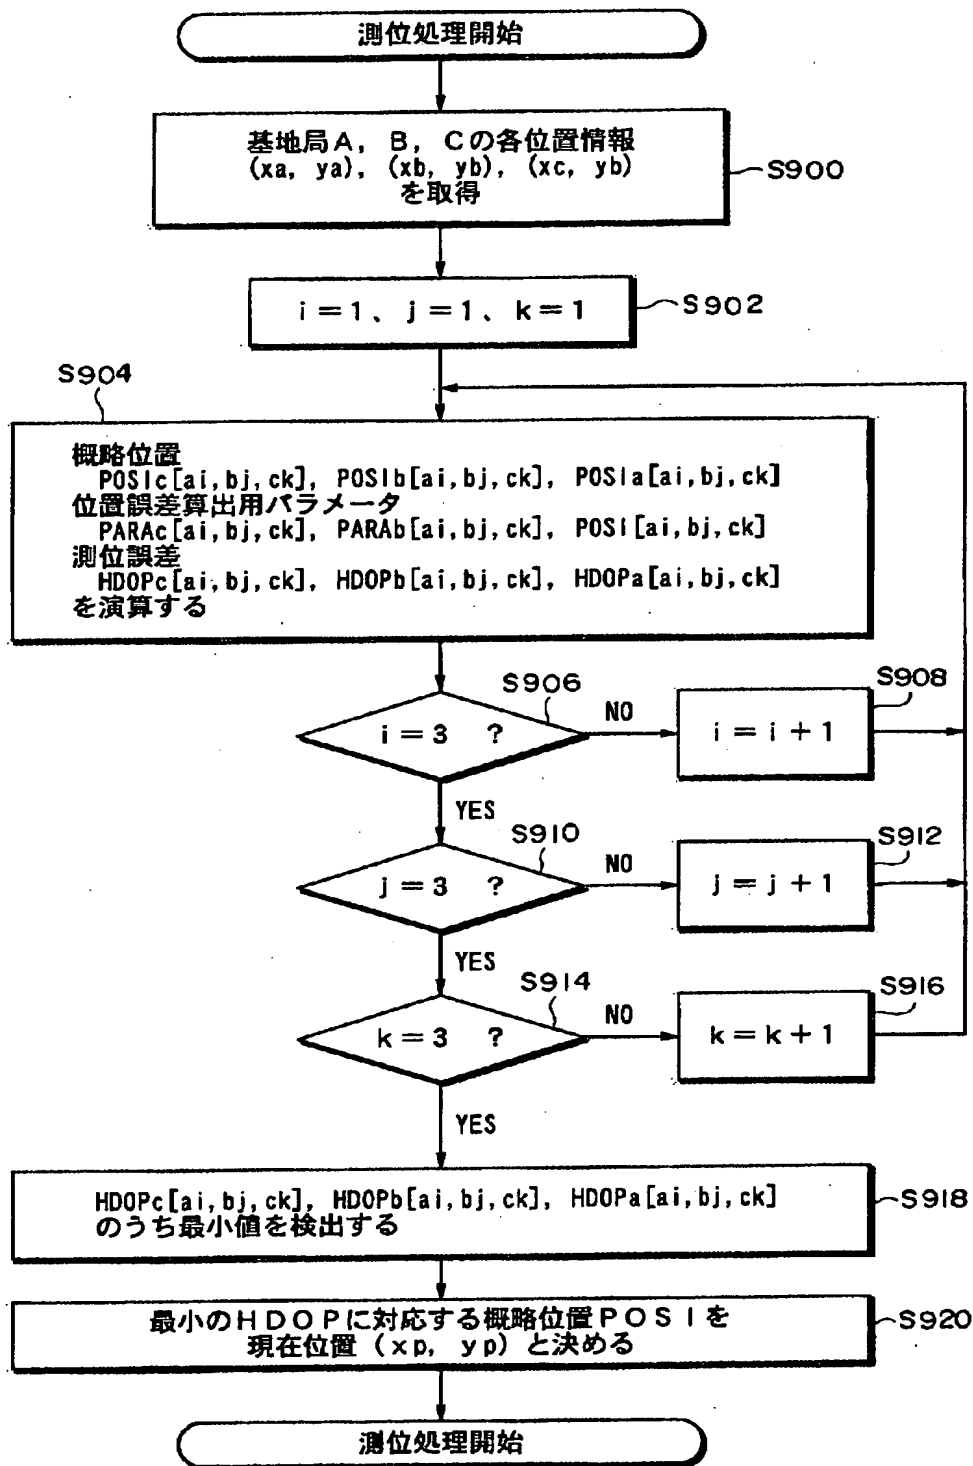 測位処理開始
基地局A, B, Cの各位置情報
(xa, ya), (xb, yb), (xc, yb)
を取得
S900
i=1、j=1、k=1
S902
S904
概略位置
POSIc[ai,bj,ck], POSIb[ai,bj,ck], POSIa[ai,bj,ck]
位置誤差算出用パラメータ
PARAc[ai,bj,ck], PARAb[ai,bj,ck], POSI[ai,bj,ck]
測位誤差
HDOPc[ai,bj,ck], HDOPb[ai,bj,ck], HDOPa[ai,bj,ck]
を演算する
S906
i=3 ?
NO
S908
i=i+1
YES
S910
j=3 ?
NO
S912
j=j+1
YES
S914
k=3 ?
NO
S916
k=k+1
YES
HDOPc[ai,bj,ck], HDOPb[ai,bj,ck], HDOPa[ai,bj,ck]
のうち最小値を検出する
S918
最小のHDOPに対応する概略位置POSIを
現在位置(xp, yp)と決める
S920
測位処理開始